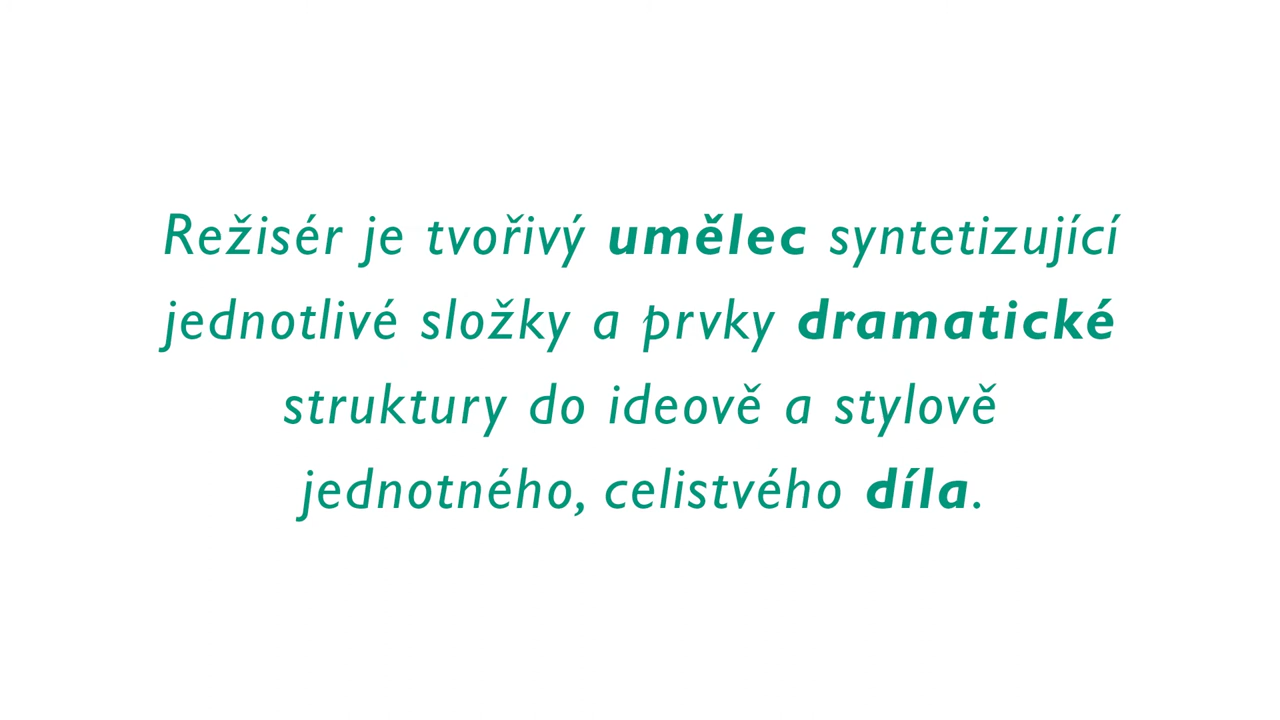 Režisér je tvořivý umělec syntetizující
jednotlivé složky a prvky dramatické
struktury do ideově a stylově
jednotného, celistvého díla.